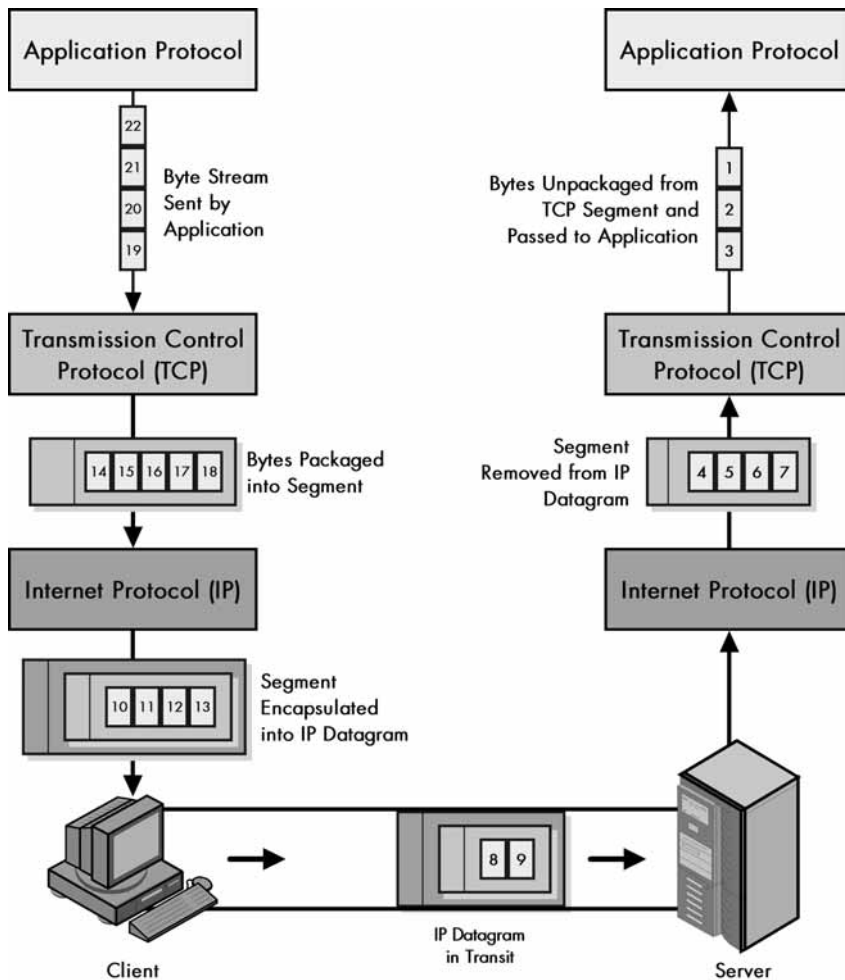 Application Protocol
22
21
20
19
Byte Stream
Sent by
Application
Transmission Control
Protocol (TCP)
14 15 16 17 18
Bytes Packaged
into Segment
Internet Protocol (IP)
10 11 12 13
Segment
Encapsulated
into IP Datagram
Client
8 9
IP Datagram
in Transit
Application Protocol
1
2
3
Bytes Unpackaged from
TCP Segment and
Passed to Application
Transmission Control
Protocol (TCP)
4 5 6 7
Segment
Removed from IP
Datagram
Internet Protocol (IP)
Server